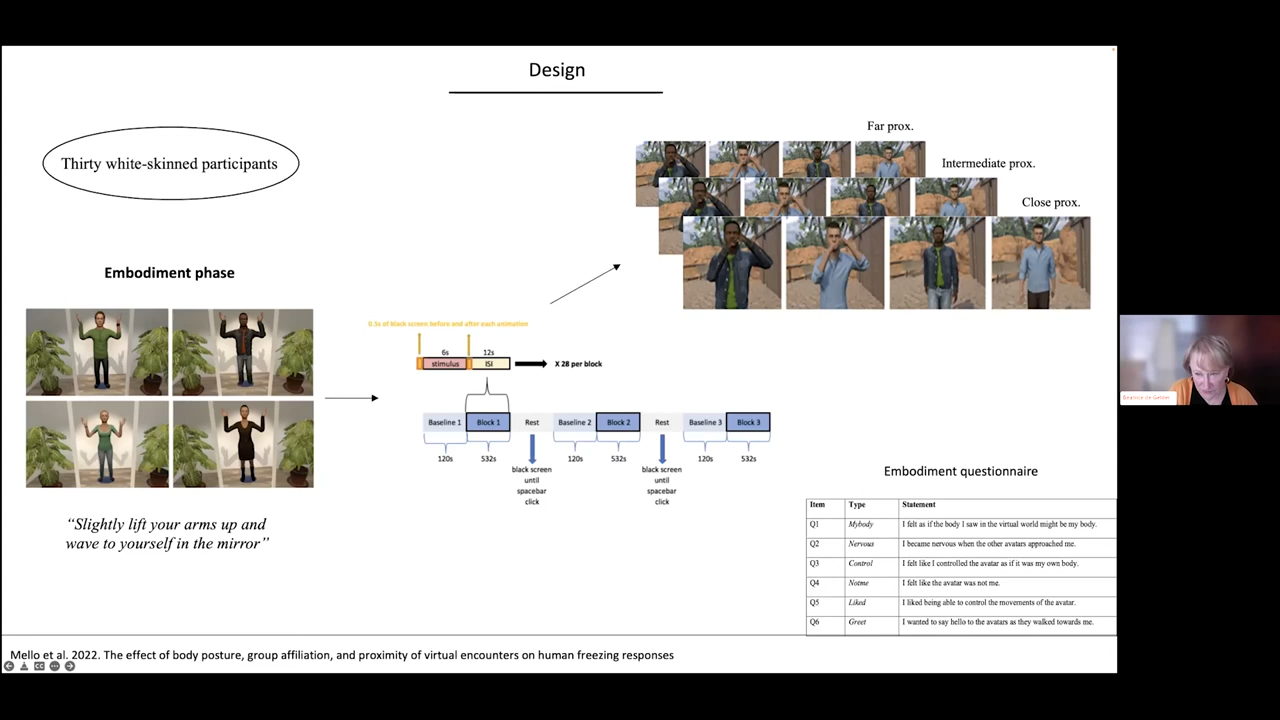 Design
Thirty white-skinned participants
Embodiment phase
“Slightly lift your arms up and
wave to yourself in the mirror”
0.5s of black screen before and after each animation
6s
12s
stimulus
ISI
X 28 per block
Baseline 1
Block 1
Rest
Baseline 2
Block 2
Rest
Baseline 3
Block 3
120s
532s
120s
532s
120s
532s
black screen
until
spacebar
click
black screen
until
spacebar
click
Far prox.
Intermediate prox.
Close prox.
Embodiment questionnaire
Item Type Statement
Q1 Mybody I felt as if the body I saw in the virtual world might be my body.
Q2 Nervous I became nervous when the other avatars approached me.
Q3 Control I felt like I controlled the avatar as if it was my own body.
Q4 Notme I felt like the avatar was not me.
Q5 Liked I liked being able to control the movements of the avatar.
Q6 Greet I wanted to say hello to the avatars as they walked towards me.
Beatrice de Gelder
Mello et al. 2022. The effect of body posture, group affiliation, and proximity of virtual encounters on human freezing responses